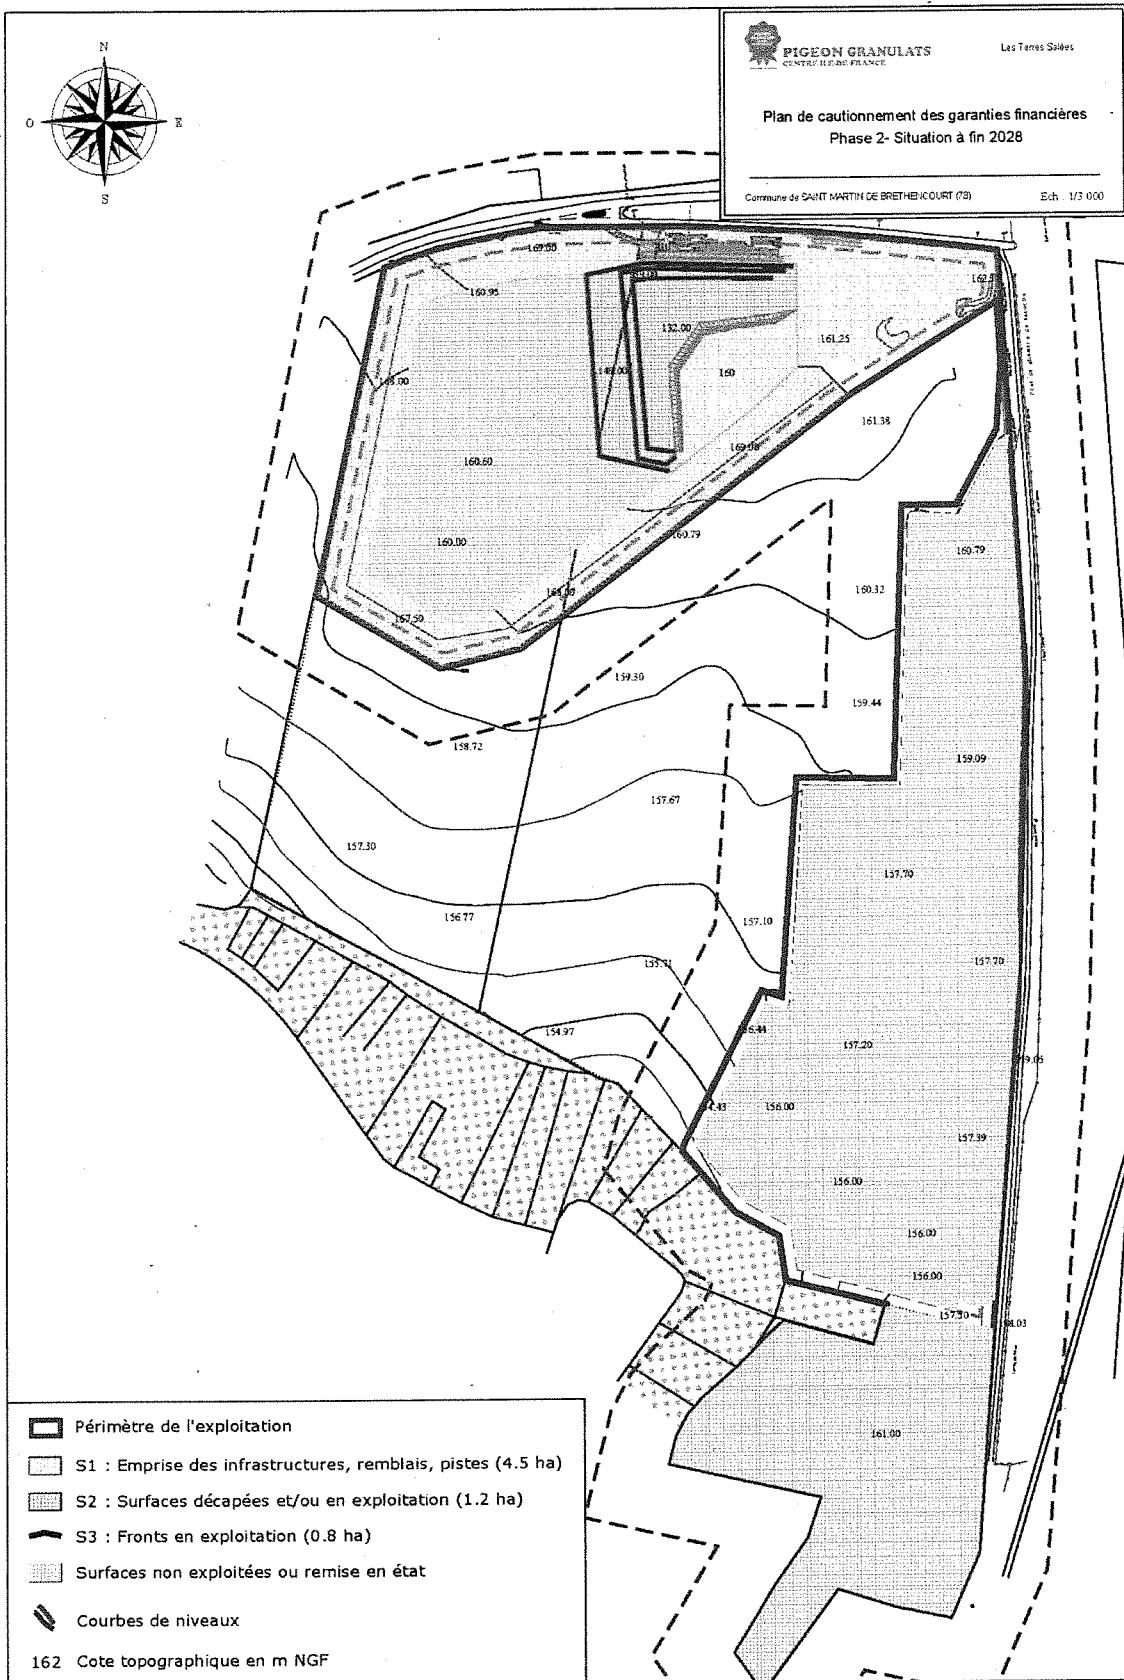 N
O
E
S
PIGEON GRANULATS
CENTRE ILE-DE-FRANCE
Les Terres Salées
Plan de cautionnement des garanties financières
Phase 2- Situation à fin 2028
Commune de SAINT MARTIN DE BRETHENCOURT (78)
Ech : 1/3 000
169.00
160.95
132.00
161.25
160
161.38
160.60
160.00
160.79
160.79
160.32
167.50
159.30
159.44
158.72
159.09
157.67
157.30
157.70
156.77
157.10
155.71
157.70
154.97
157.20
156.00
157.39
156.00
156.00
156.00
157.50
161.00
Périmètre de l'exploitation
S1 : Emprise des infrastructures, remblais, pistes (4.5 ha)
S2 : Surfaces décapées et/ou en exploitation (1.2 ha)
S3 : Fronts en exploitation (0.8 ha)
Surfaces non exploitées ou remise en état
Courbes de niveaux
162 Cote topographique en m NGF